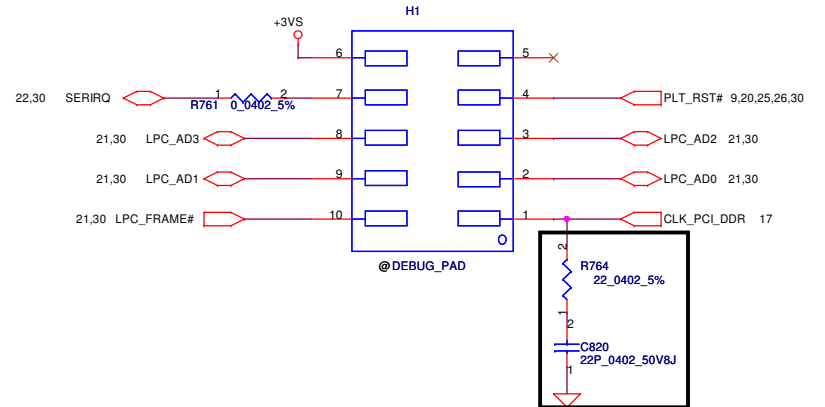 H1
+3VS
6
5
22,30 SERIRQ
1
2
7
R761 0_0402_5%
4
PLT_RST# 9,20,25,26,30
21,30 LPC_AD3
8
3
LPC_AD2 21,30
21,30 LPC_AD1
9
2
LPC_AD0 21,30
21,30 LPC_FRAME#
10
1
CLK_PCI_DDR 17
O
@DEBUG_PAD
2
R764
22_0402_5%
1
2
C820
22P_0402_50V8J
1